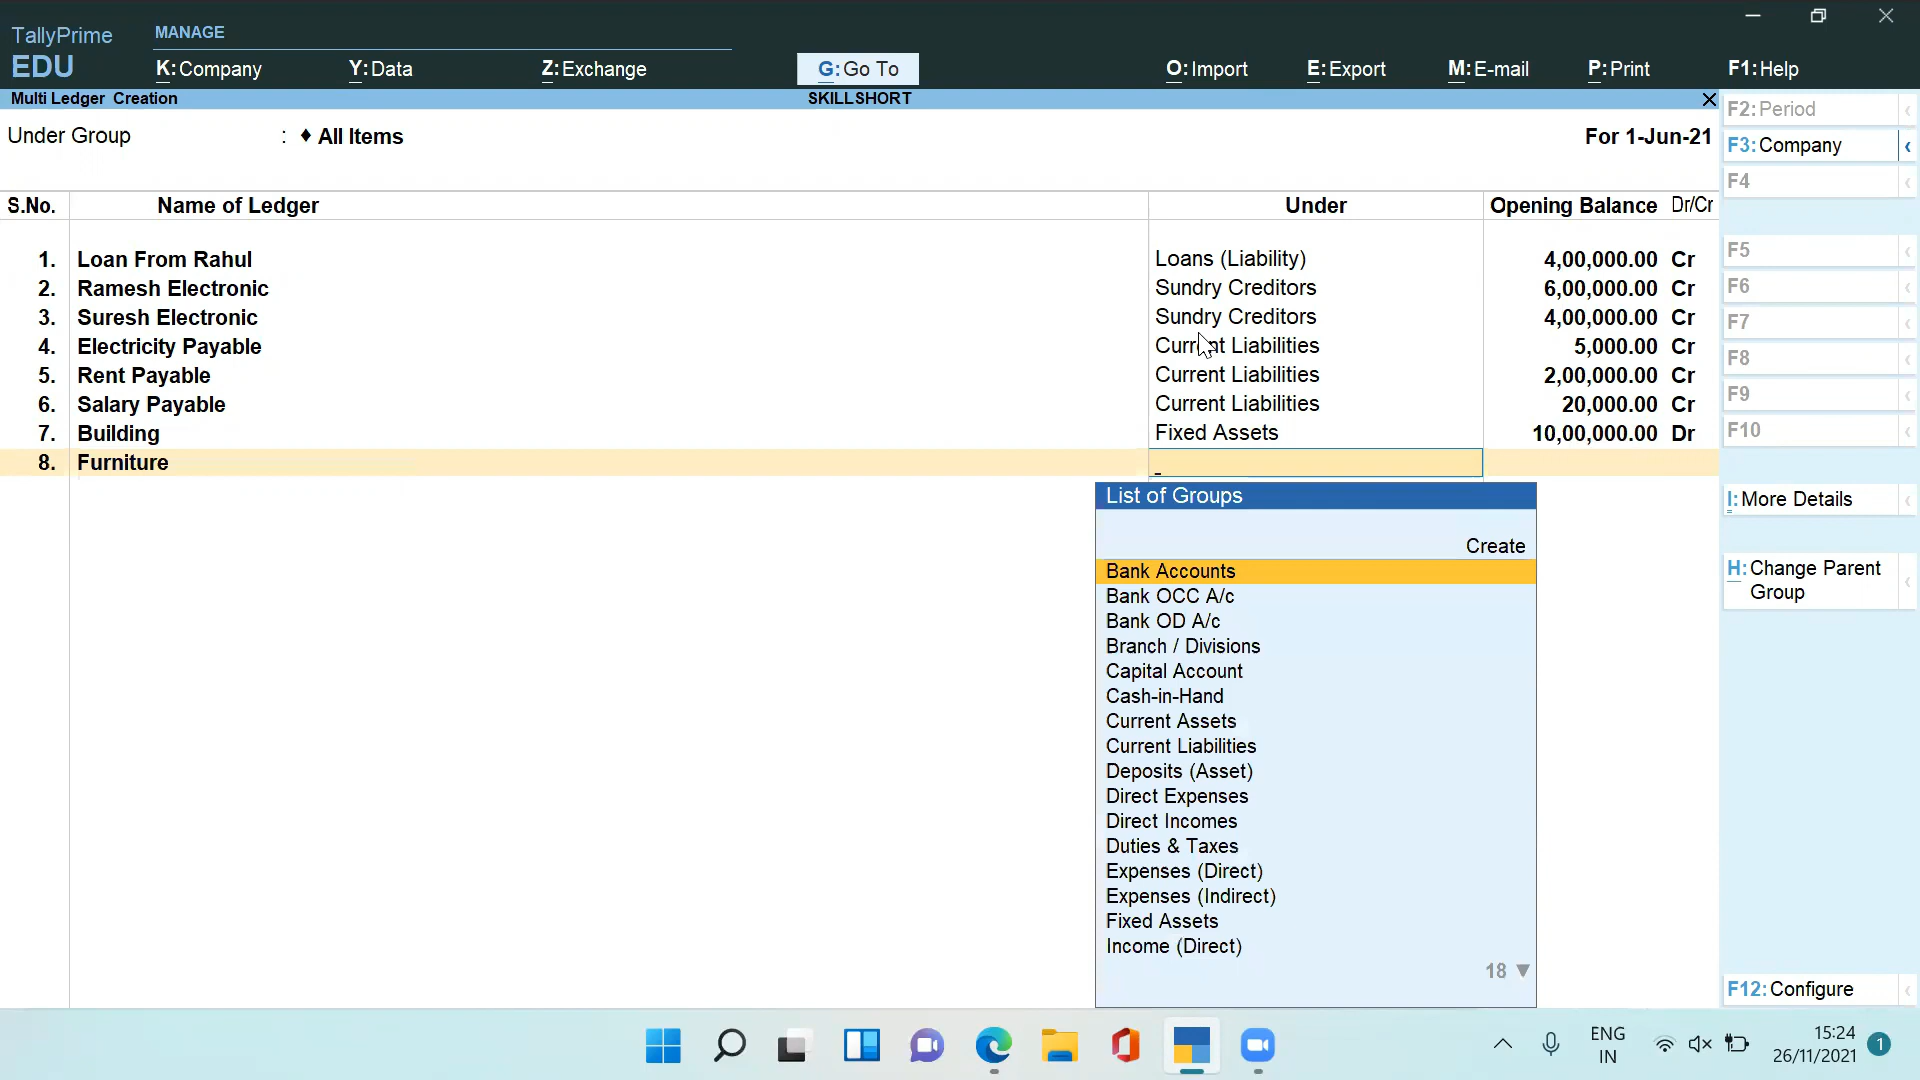 TallyPrime
EDU
MANAGE
K:Company
Y:Data
Z:Exchange
G:Go To
O:Import
E:Export
M:E-mail
P:Print
F1:Help
Multi Ledger Creation
SKILLSHORT
Under Group : ♦ All Items
For 1-Jun-21
S.No. Name of Ledger Under Opening Balance Dr/Cr
1. Loan From Rahul Loans (Liability) 4,00,000.00 Cr
2. Ramesh Electronic Sundry Creditors 6,00,000.00 Cr
3. Suresh Electronic Sundry Creditors 4,00,000.00 Cr
4. Electricity Payable Current Liabilities 5,000.00 Cr
5. Rent Payable Current Liabilities 2,00,000.00 Cr
6. Salary Payable Current Liabilities 20,000.00 Cr
7. Building Fixed Assets 10,00,000.00 Dr
8. Furniture
List of Groups
Create
Bank Accounts
Bank OCC A/c
Bank OD A/c
Branch / Divisions
Capital Account
Cash-in-Hand
Current Assets
Current Liabilities
Deposits (Asset)
Direct Expenses
Direct Incomes
Duties & Taxes
Expenses (Direct)
Expenses (Indirect)
Fixed Assets
Income (Direct)
18 ▼
F2:Period
F3:Company
F4
F5
F6
F7
F8
F9
F10
I:More Details
H:Change Parent
Group
F12:Configure
ENG
IN
15:24
26/11/2021
1